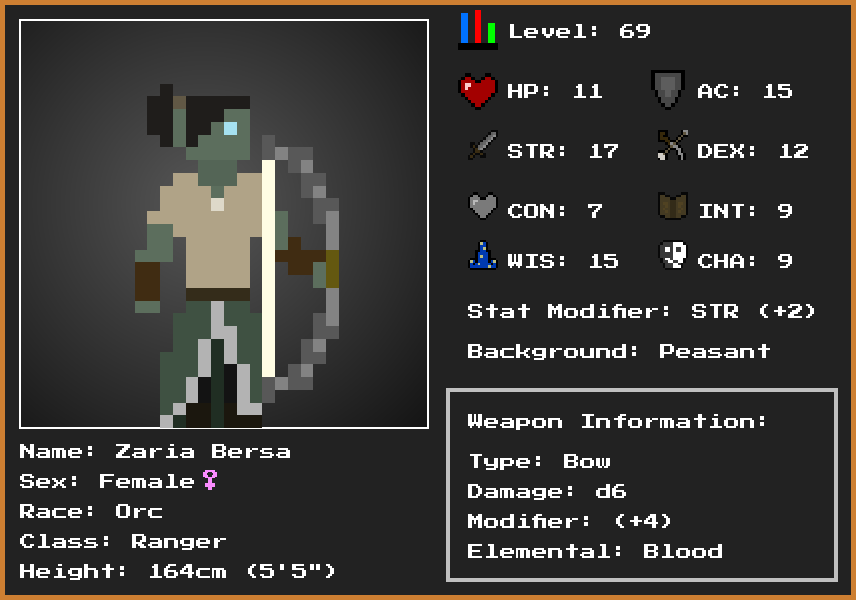 Level: 69
HP: 11 AC: 15
STR: 17 DEX: 12
CON: 7 INT: 9
WIS: 15 CHA: 9
Stat Modifier: STR (+2)
Background: Peasant
Weapon Information:
Type: Bow
Damage: d6
Modifier: (+4)
Elemental: Blood
Name: Zaria Bersa
Sex: Female♀
Race: Orc
Class: Ranger
Height: 164cm (5'5")